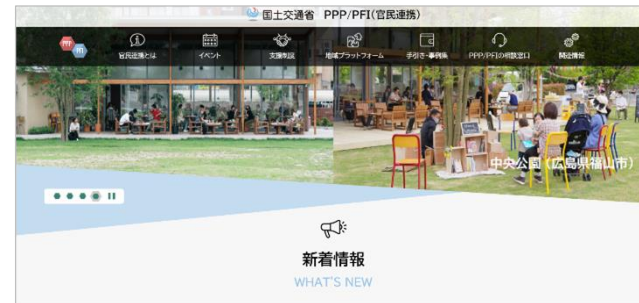 国土交通省 PPP/PFI(官民連携)
官民連携とは
イベント
支援制度
地域プラットフォーム
手引き・事例集
PPP/PFIの相談窓口
関連情報
中央公園(広島県福山市)
新着情報
WHAT'S NEW